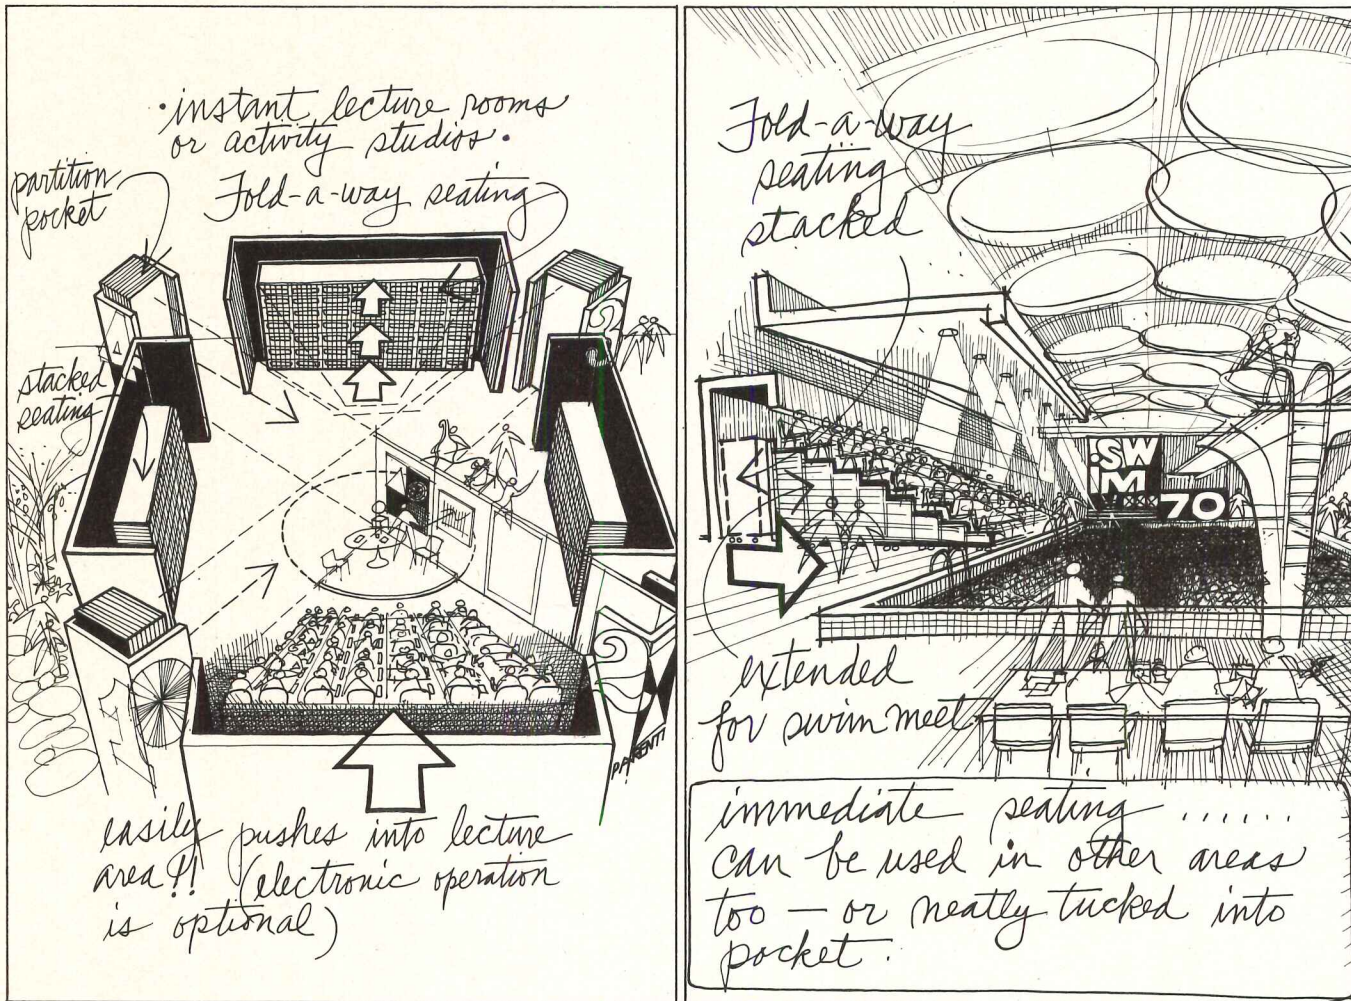 • instant lecture rooms
or activity studios •
partition
pocket
Fold-a-way seating
stacked
seating
PARENTI
easily pushes into lecture
area!! (electronic operation
is optional)
Fold-a-way
seating
stacked
SW
M
70
extended
for swim meet
immediate seating ......
can be used in other areas
too — or neatly tucked into
pocket.